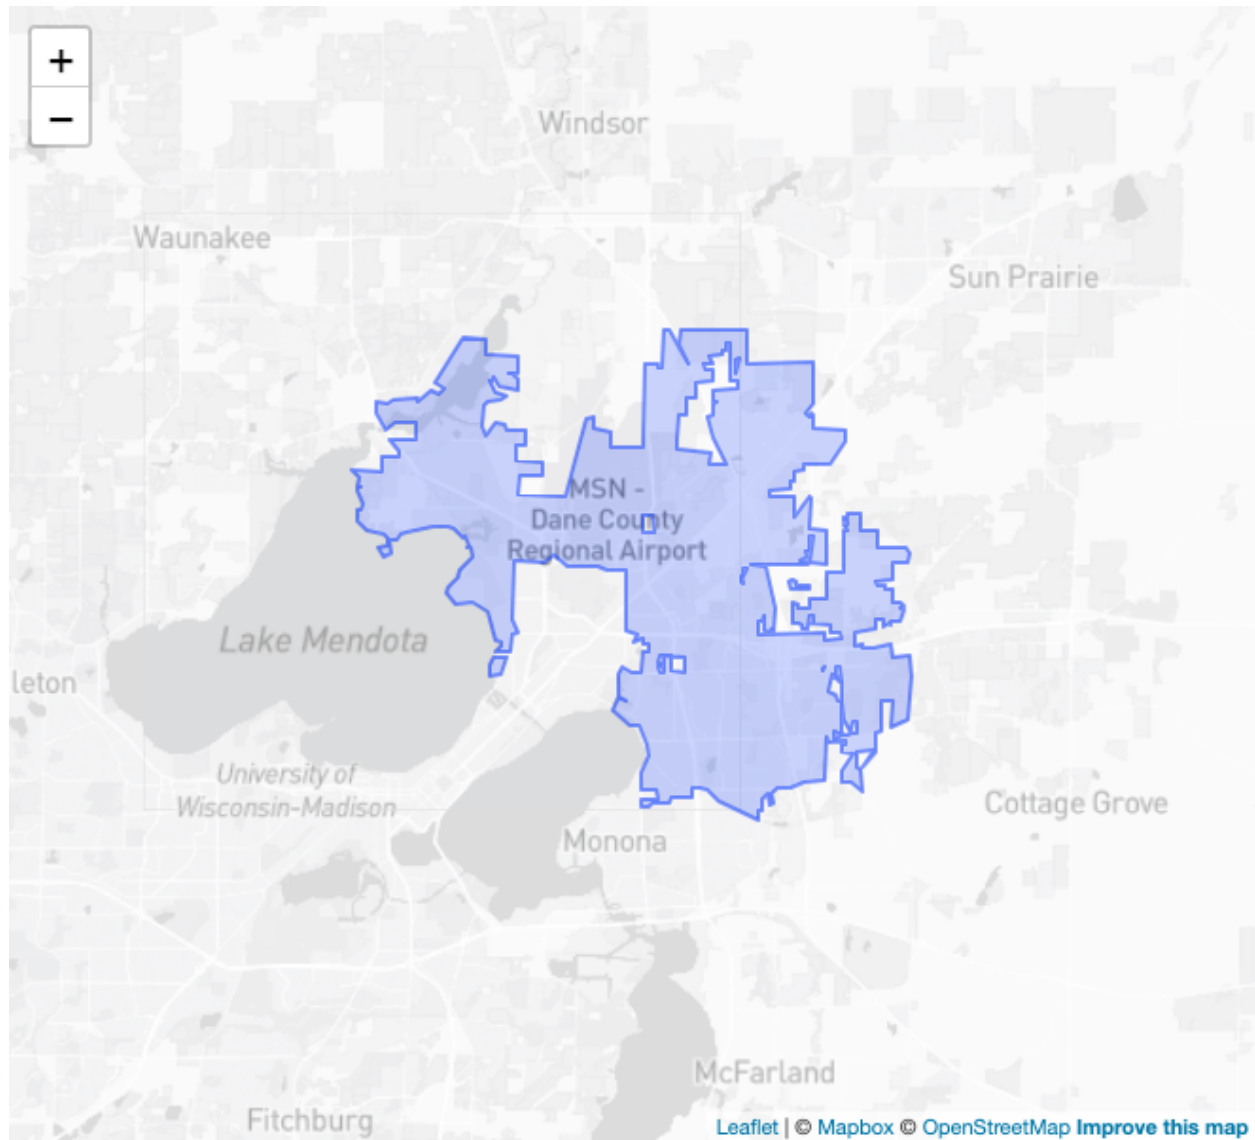 +
−
Windsor
Waunakee
Sun Prairie
MSN -
Dane County
Regional Airport
Lake Mendota
leton
University of
Wisconsin-Madison
Cottage Grove
Monona
McFarland
Fitchburg
Leaflet | © Mapbox © OpenStreetMap Improve this map